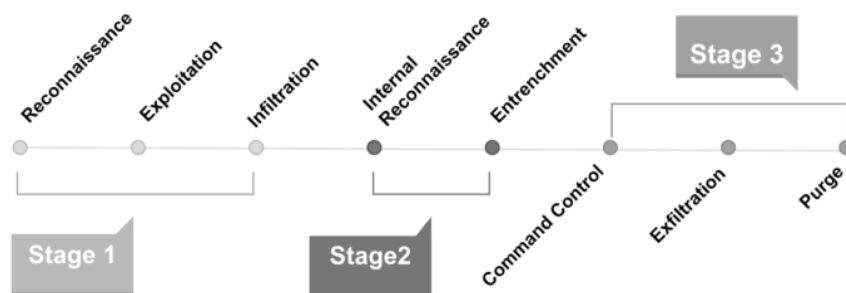 Reconnaissance
Exploitation
Infiltration
Internal
Reconnaissance
Entrenchment
Stage 3
Command Control
Exfiltration
Purge
Stage 1
Stage2